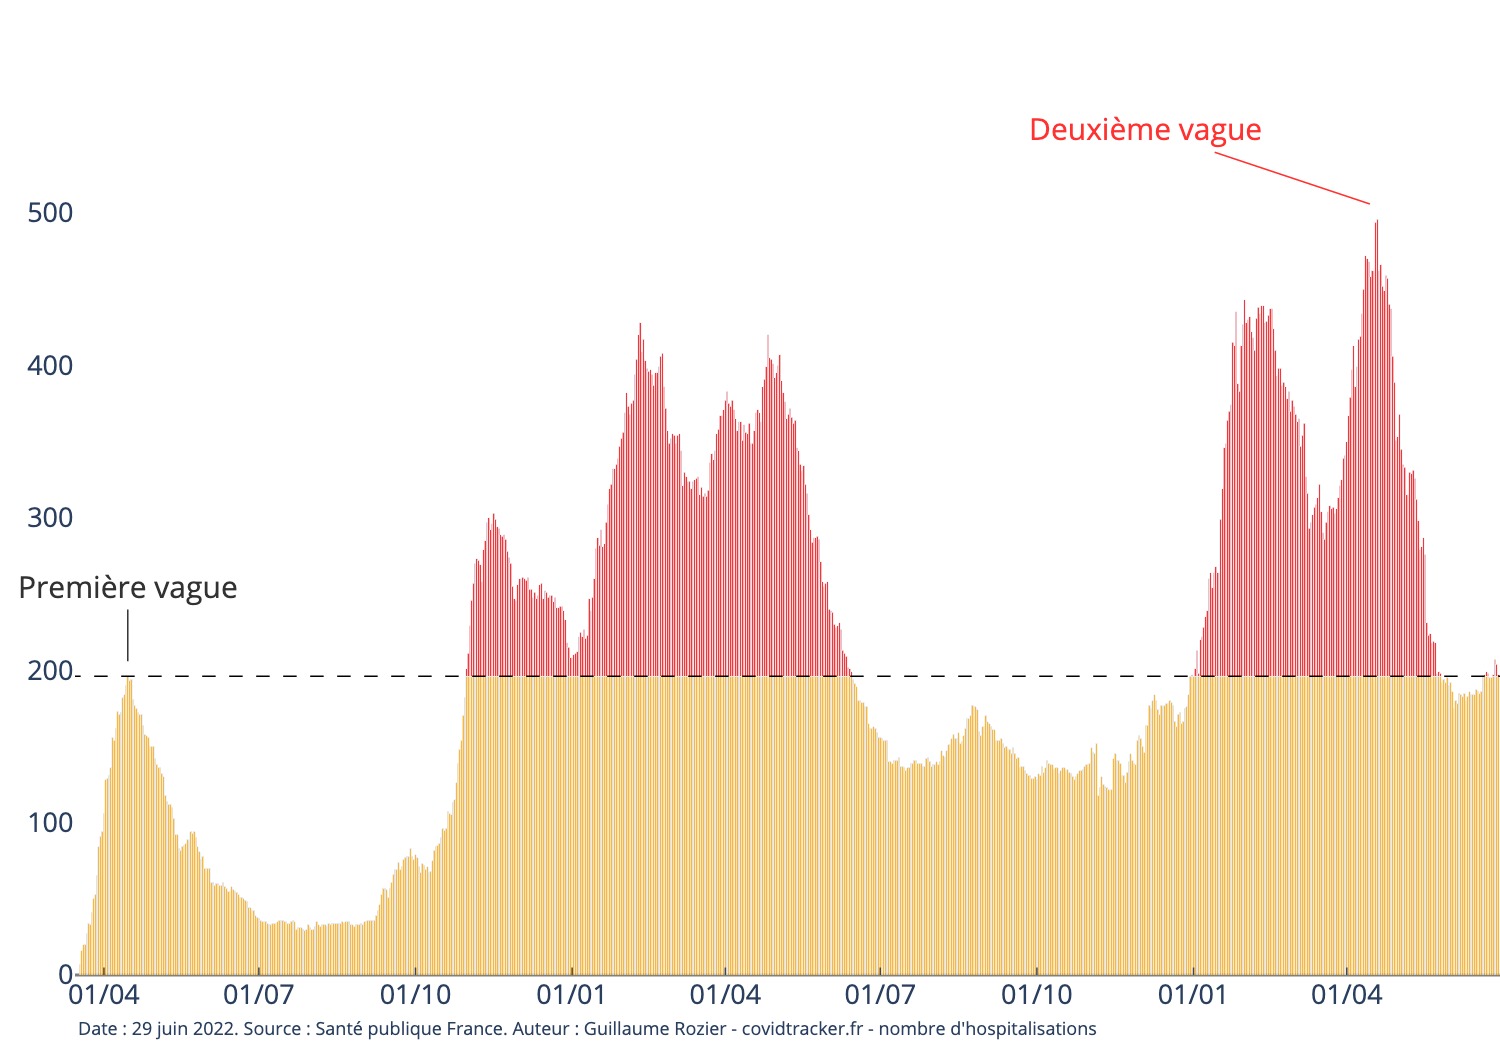 Deuxième vague
500
400
300
Première vague
200
100
0
01/04 01/07 01/10 01/01 01/04 01/07 01/10 01/01 01/04
Date : 29 juin 2022. Source : Santé publique France. Auteur : Guillaume Rozier - covidtracker.fr - nombre d'hospitalisations